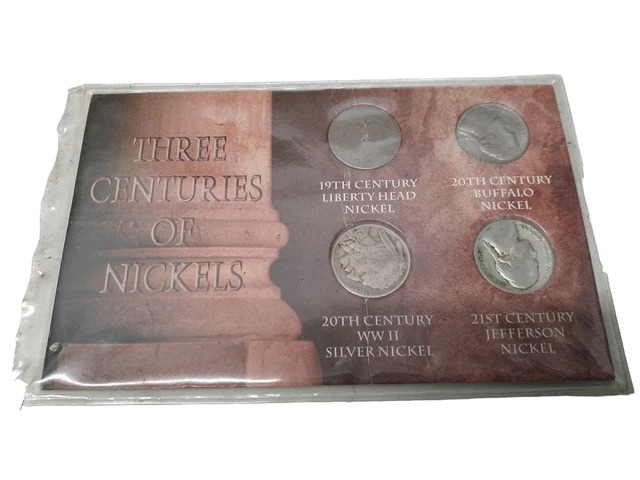 THREE
CENTURIES
OF
NICKELS
19TH CENTURY
LIBERTY HEAD
NICKEL
20TH CENTURY
BUFFALO
NICKEL
20TH CENTURY
WW II
SILVER NICKEL
21ST CENTURY
JEFFERSON
NICKEL